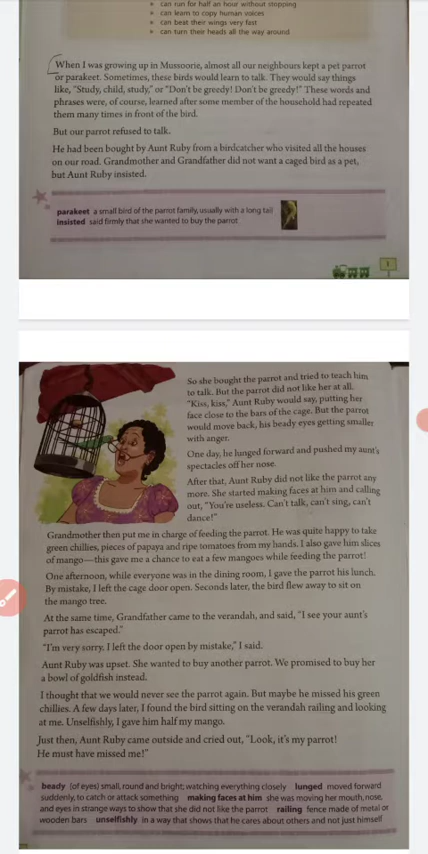 can run for half an hour without stopping
can learn to copy human voices
can beat their wings very fast
can turn their heads all the way around
When I was growing up in Mussoorie, almost all our neighbours kept a pet parrot
or parakeet. Sometimes, these birds would learn to talk. They would say things
like, "Study, child, study," or "Don't be greedy! Don't be greedy!" These words and
phrases were, of course, learned after some member of the household had repeated
them many times in front of the bird.
But our parrot refused to talk.
He had been bought by Aunt Ruby from a birdcatcher who visited all the houses
on our road. Grandmother and Grandfather did not want a caged bird as a pet,
but Aunt Ruby insisted.
parakeet a small bird of the parrot family, usually with a long tail
insisted said firmly that she wanted to buy the parrot
1
So she bought the parrot and tried to teach him
to talk. But the parrot did not like her at all.
"Kiss, kiss," Aunt Ruby would say, putting her
face close to the bars of the cage. But the parrot
would move back, his beady eyes getting smaller
with anger.
One day, he lunged forward and pushed my aunt's
spectacles off her nose.
After that, Aunt Ruby did not like the parrot any
more. She started making faces at him and calling
out, "You're useless. Can't talk, can't sing, can't
dance!"
Grandmother then put me in charge of feeding the parrot. He was quite happy to take
green chillies, pieces of papaya and ripe tomatoes from my hands. I also gave him slices
of mango—this gave me a chance to eat a few mangoes while feeding the parrot!
One afternoon, while everyone was in the dining room, I gave the parrot his lunch.
By mistake, I left the cage door open. Seconds later, the bird flew away to sit on
the mango tree.
At the same time, Grandfather came to the verandah, and said, "I see your aunt's
parrot has escaped."
"I'm very sorry. I left the door open by mistake," I said.
Aunt Ruby was upset. She wanted to buy another parrot. We promised to buy her
a bowl of goldfish instead.
I thought that we would never see the parrot again. But maybe he missed his green
chillies. A few days later, I found the bird sitting on the verandah railing and looking
at me. Unselfishly, I gave him half my mango.
Just then, Aunt Ruby came outside and cried out, "Look, it's my parrot!
He must have missed me!"
beady (of eyes) small, round and bright; watching everything closely lunged moved forward
suddenly, to catch or attack something making faces at him she was moving her mouth, nose,
and eyes in strange ways to show that she did not like the parrot railing fence made of metal or
wooden bars unselfishly in a way that shows that he cares about others and not just himself